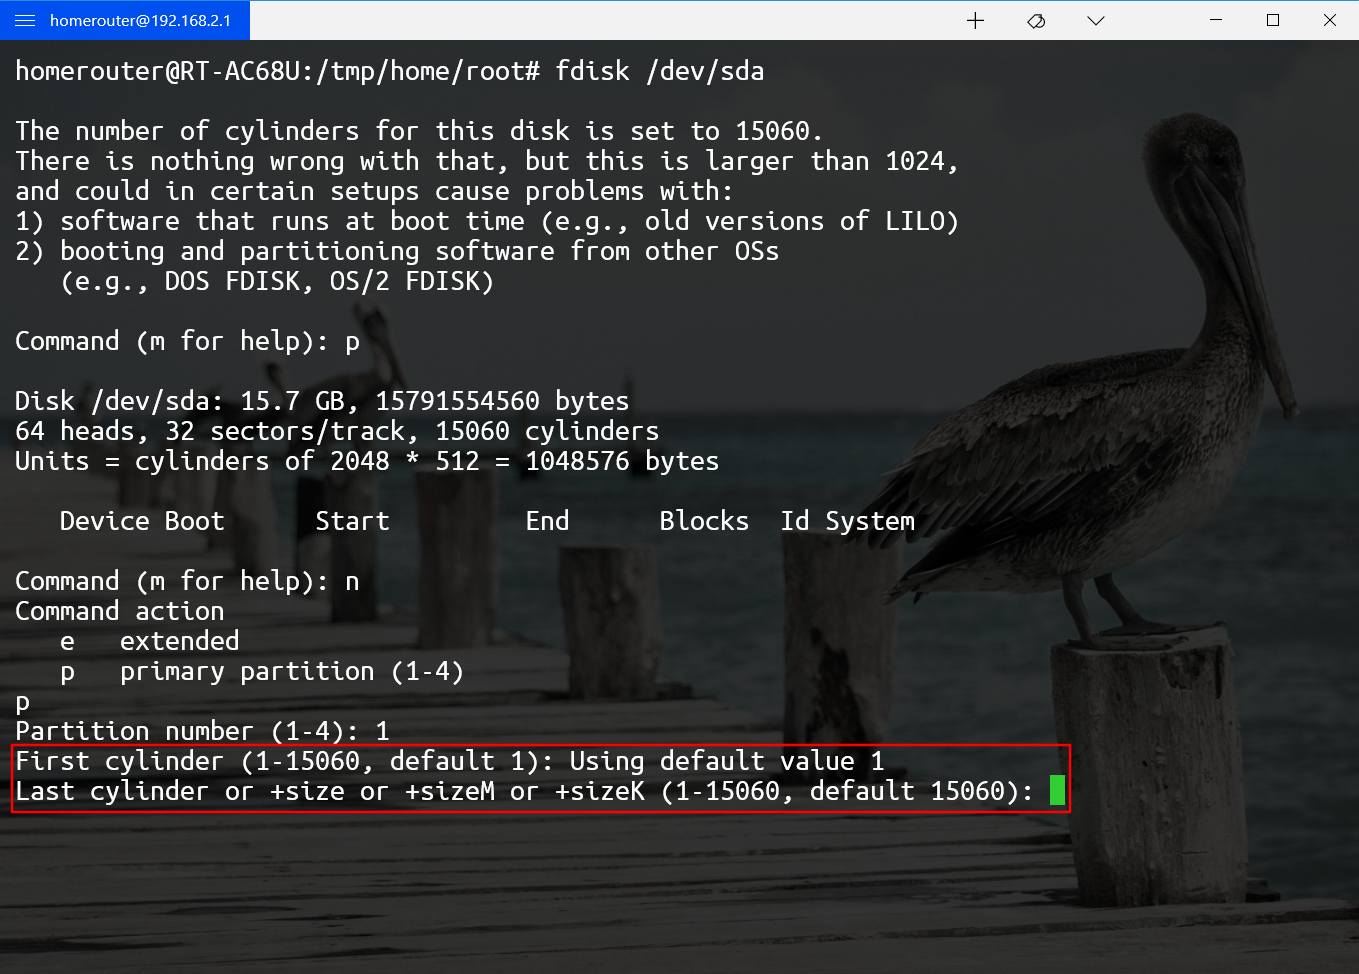 homerouter@192.168.2.1
homerouter@RT-AC68U:/tmp/home/root# fdisk /dev/sda
The number of cylinders for this disk is set to 15060.
There is nothing wrong with that, but this is larger than 1024,
and could in certain setups cause problems with:
1) software that runs at boot time (e.g., old versions of LILO)
2) booting and partitioning software from other OSs
   (e.g., DOS FDISK, OS/2 FDISK)
Command (m for help): p
Disk /dev/sda: 15.7 GB, 15791554560 bytes
64 heads, 32 sectors/track, 15060 cylinders
Units = cylinders of 2048 * 512 = 1048576 bytes
   Device Boot      Start         End      Blocks  Id System
Command (m for help): n
Command action
   e   extended
   p   primary partition (1-4)
p
Partition number (1-4): 1
First cylinder (1-15060, default 1): Using default value 1
Last cylinder or +size or +sizeM or +sizeK (1-15060, default 15060):